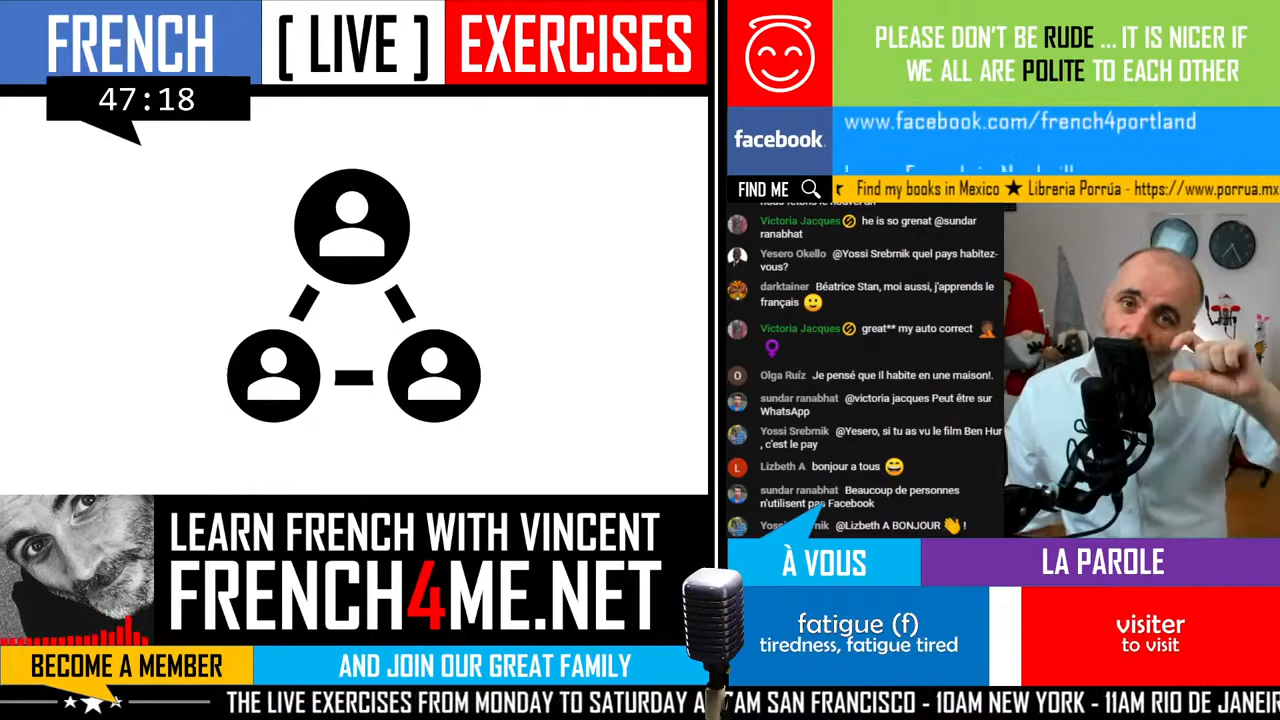 FRENCH [ LIVE ] EXERCISES
47:18
PLEASE DON'T BE RUDE ... IT IS NICER IF
WE ALL ARE POLITE TO EACH OTHER
facebook
www.facebook.com/french4portland
FIND ME
Find my books in Mexico ★ Libreria Porrúa - https://www.porrua.mx
Victoria Jacques he is so grenat @sundar
ranabhat
Yesero Okello @Yossi Srebrnik quel pays habitez-
vous?
darktainer Béatrice Stan, moi aussi, j'apprends le
français 🙂
Victoria Jacques great** my auto correct
O Olga Ruíz Je pensé que Il habite en une maison!.
sundar ranabhat @victoria jacques Peut être sur
WhatsApp
Yossi Srebrnik @Yesero, si tu as vu le film Ben Hur
, c'est le pay
L Lizbeth A bonjour a tous 😄
sundar ranabhat Beaucoup de personnes
n'utilisent pas Facebook
@Lizbeth A BONJOUR 👋 !
LEARN FRENCH WITH VINCENT
FRENCH4ME.NET
BECOME A MEMBER
AND JOIN OUR GREAT FAMILY
À VOUS
LA PAROLE
fatigue (f)
tiredness, fatigue tired
visiter
to visit
THE LIVE EXERCISES FROM MONDAY TO SATURDAY AM SAN FRANCISCO - 10AM NEW YORK - 11AM RIO DE JANEIR